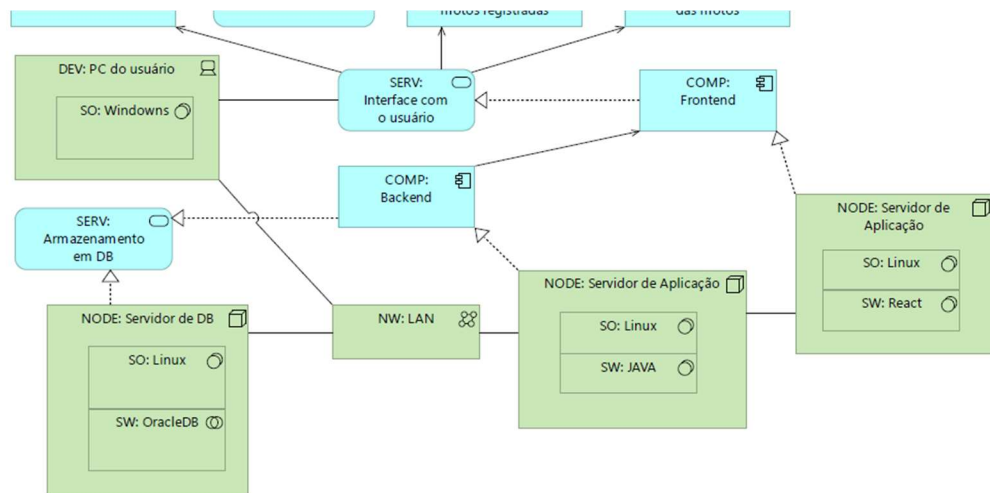 motos registradas
das motos
DEV: PC do usuário
SO: Windowns
SERV:
Interface com
o usuário
COMP:
Frontend
COMP:
Backend
SERV:
Armazenamento
em DB
NODE: Servidor de
Aplicação
SO: Linux
SW: React
NODE: Servidor de Aplicação
SO: Linux
SW: JAVA
NODE: Servidor de DB
SO: Linux
SW: OracleDB
NW: LAN